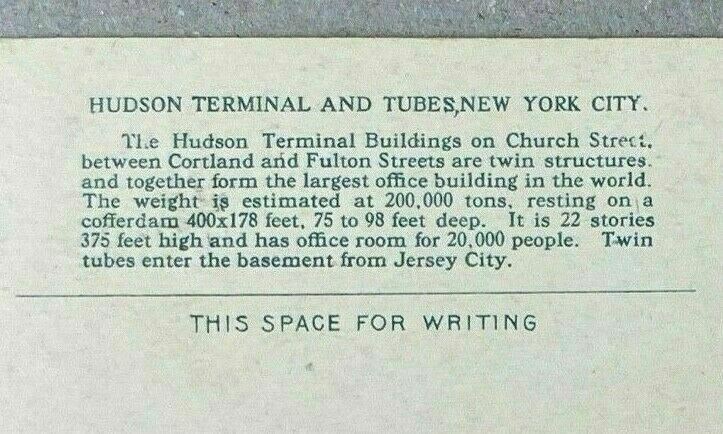 HUDSON TERMINAL AND TUBES, NEW YORK CITY.
The Hudson Terminal Buildings on Church Street,
between Cortland and Fulton Streets are twin structures.
and together form the largest office building in the world.
The weight is estimated at 200,000 tons, resting on a
cofferdam 400x178 feet, 75 to 98 feet deep. It is 22 stories
375 feet high and has office room for 20,000 people. Twin
tubes enter the basement from Jersey City.
THIS SPACE FOR WRITING